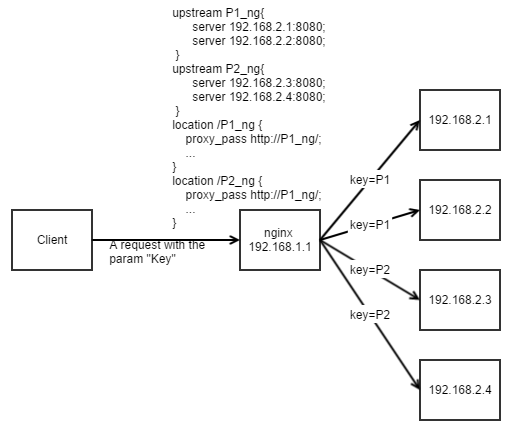 upstream P1_ng{
server 192.168.2.1:8080;
server 192.168.2.2:8080;
}
upstream P2_ng{
server 192.168.2.3:8080;
server 192.168.2.4:8080;
}
location /P1_ng {
proxy_pass http://P1_ng/;
...
}
location /P2_ng {
proxy_pass http://P1_ng/;
...
}
Client
A request with the
param "Key"
nginx
192.168.1.1
key=P1
key=P1
key=P2
key=P2
192.168.2.1
192.168.2.2
192.168.2.3
192.168.2.4